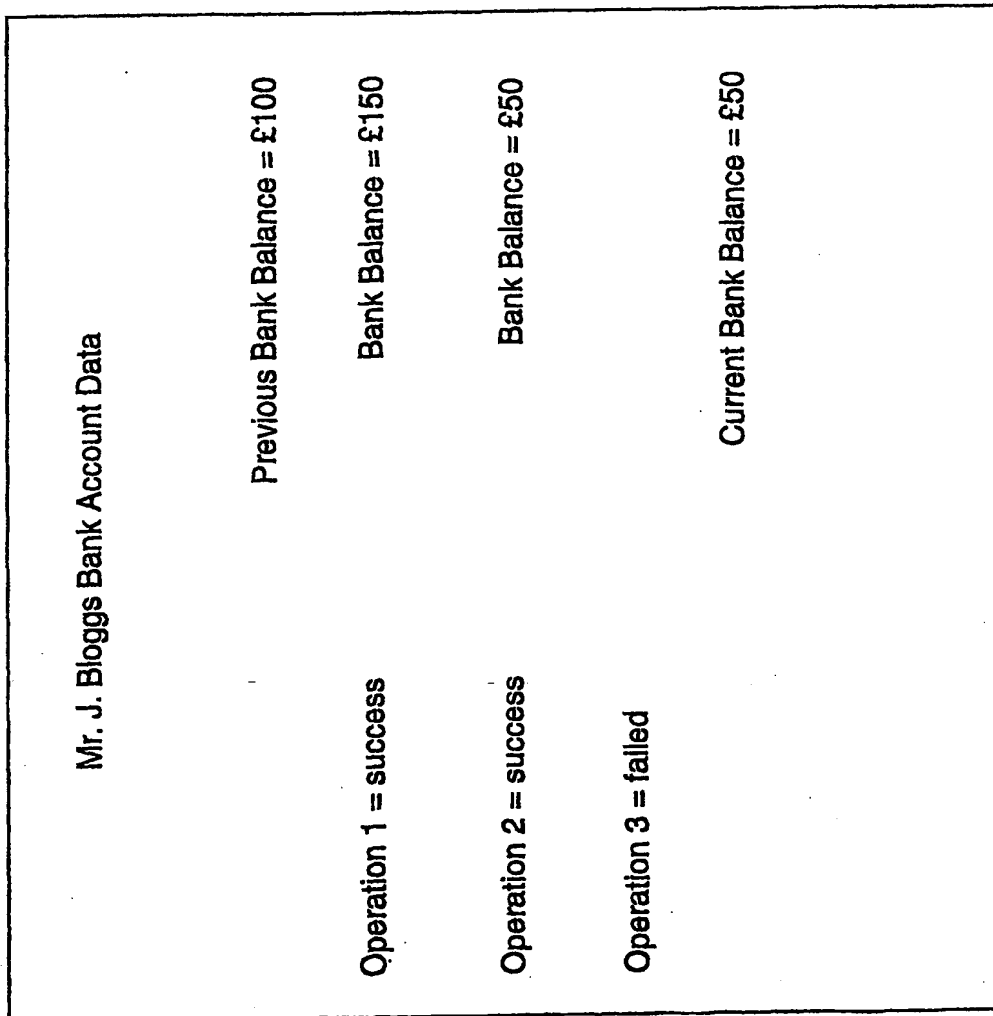 Mr. J. Bloggs Bank Account Data
Previous Bank Balance = £100
Operation 1 = success Bank Balance = £150
Operation 2 = success Bank Balance = £50
Operation 3 = failed
Current Bank Balance = £50